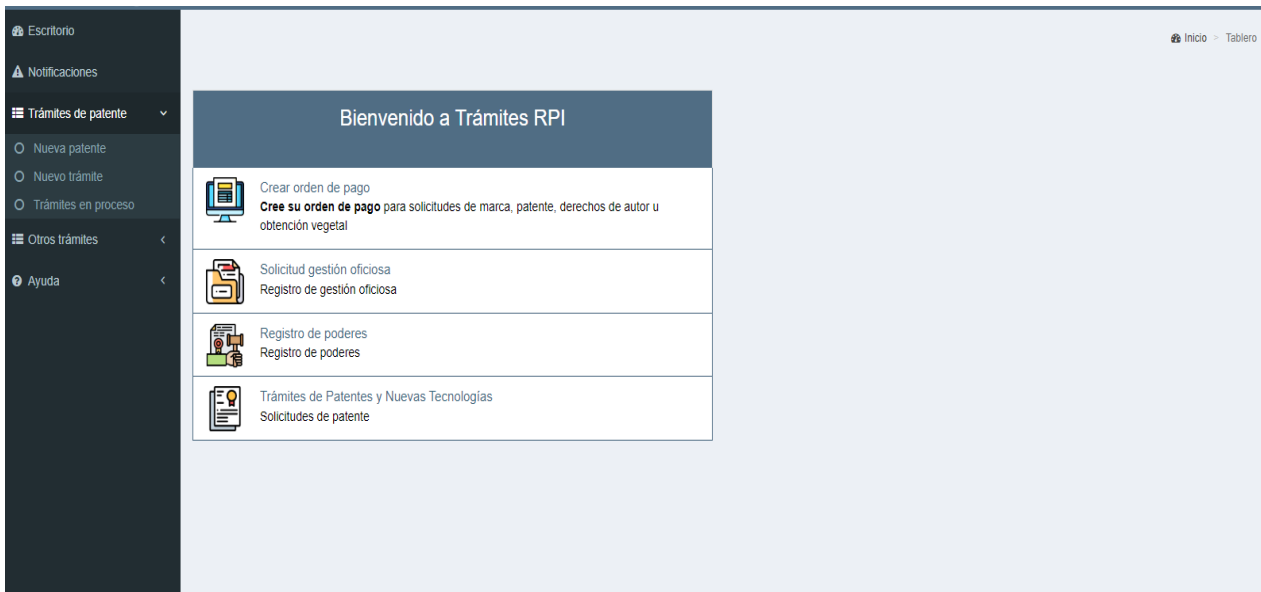 Escritorio
Notificaciones
Trámites de patente
Nueva patente
Nuevo trámite
Trámites en proceso
Otros trámites
Ayuda
Inicio > Tablero
Bienvenido a Trámites RPI
Crear orden de pago
Cree su orden de pago para solicitudes de marca, patente, derechos de autor u
obtención vegetal
Solicitud gestión oficiosa
Registro de gestión oficiosa
Registro de poderes
Registro de poderes
Trámites de Patentes y Nuevas Tecnologías
Solicitudes de patente